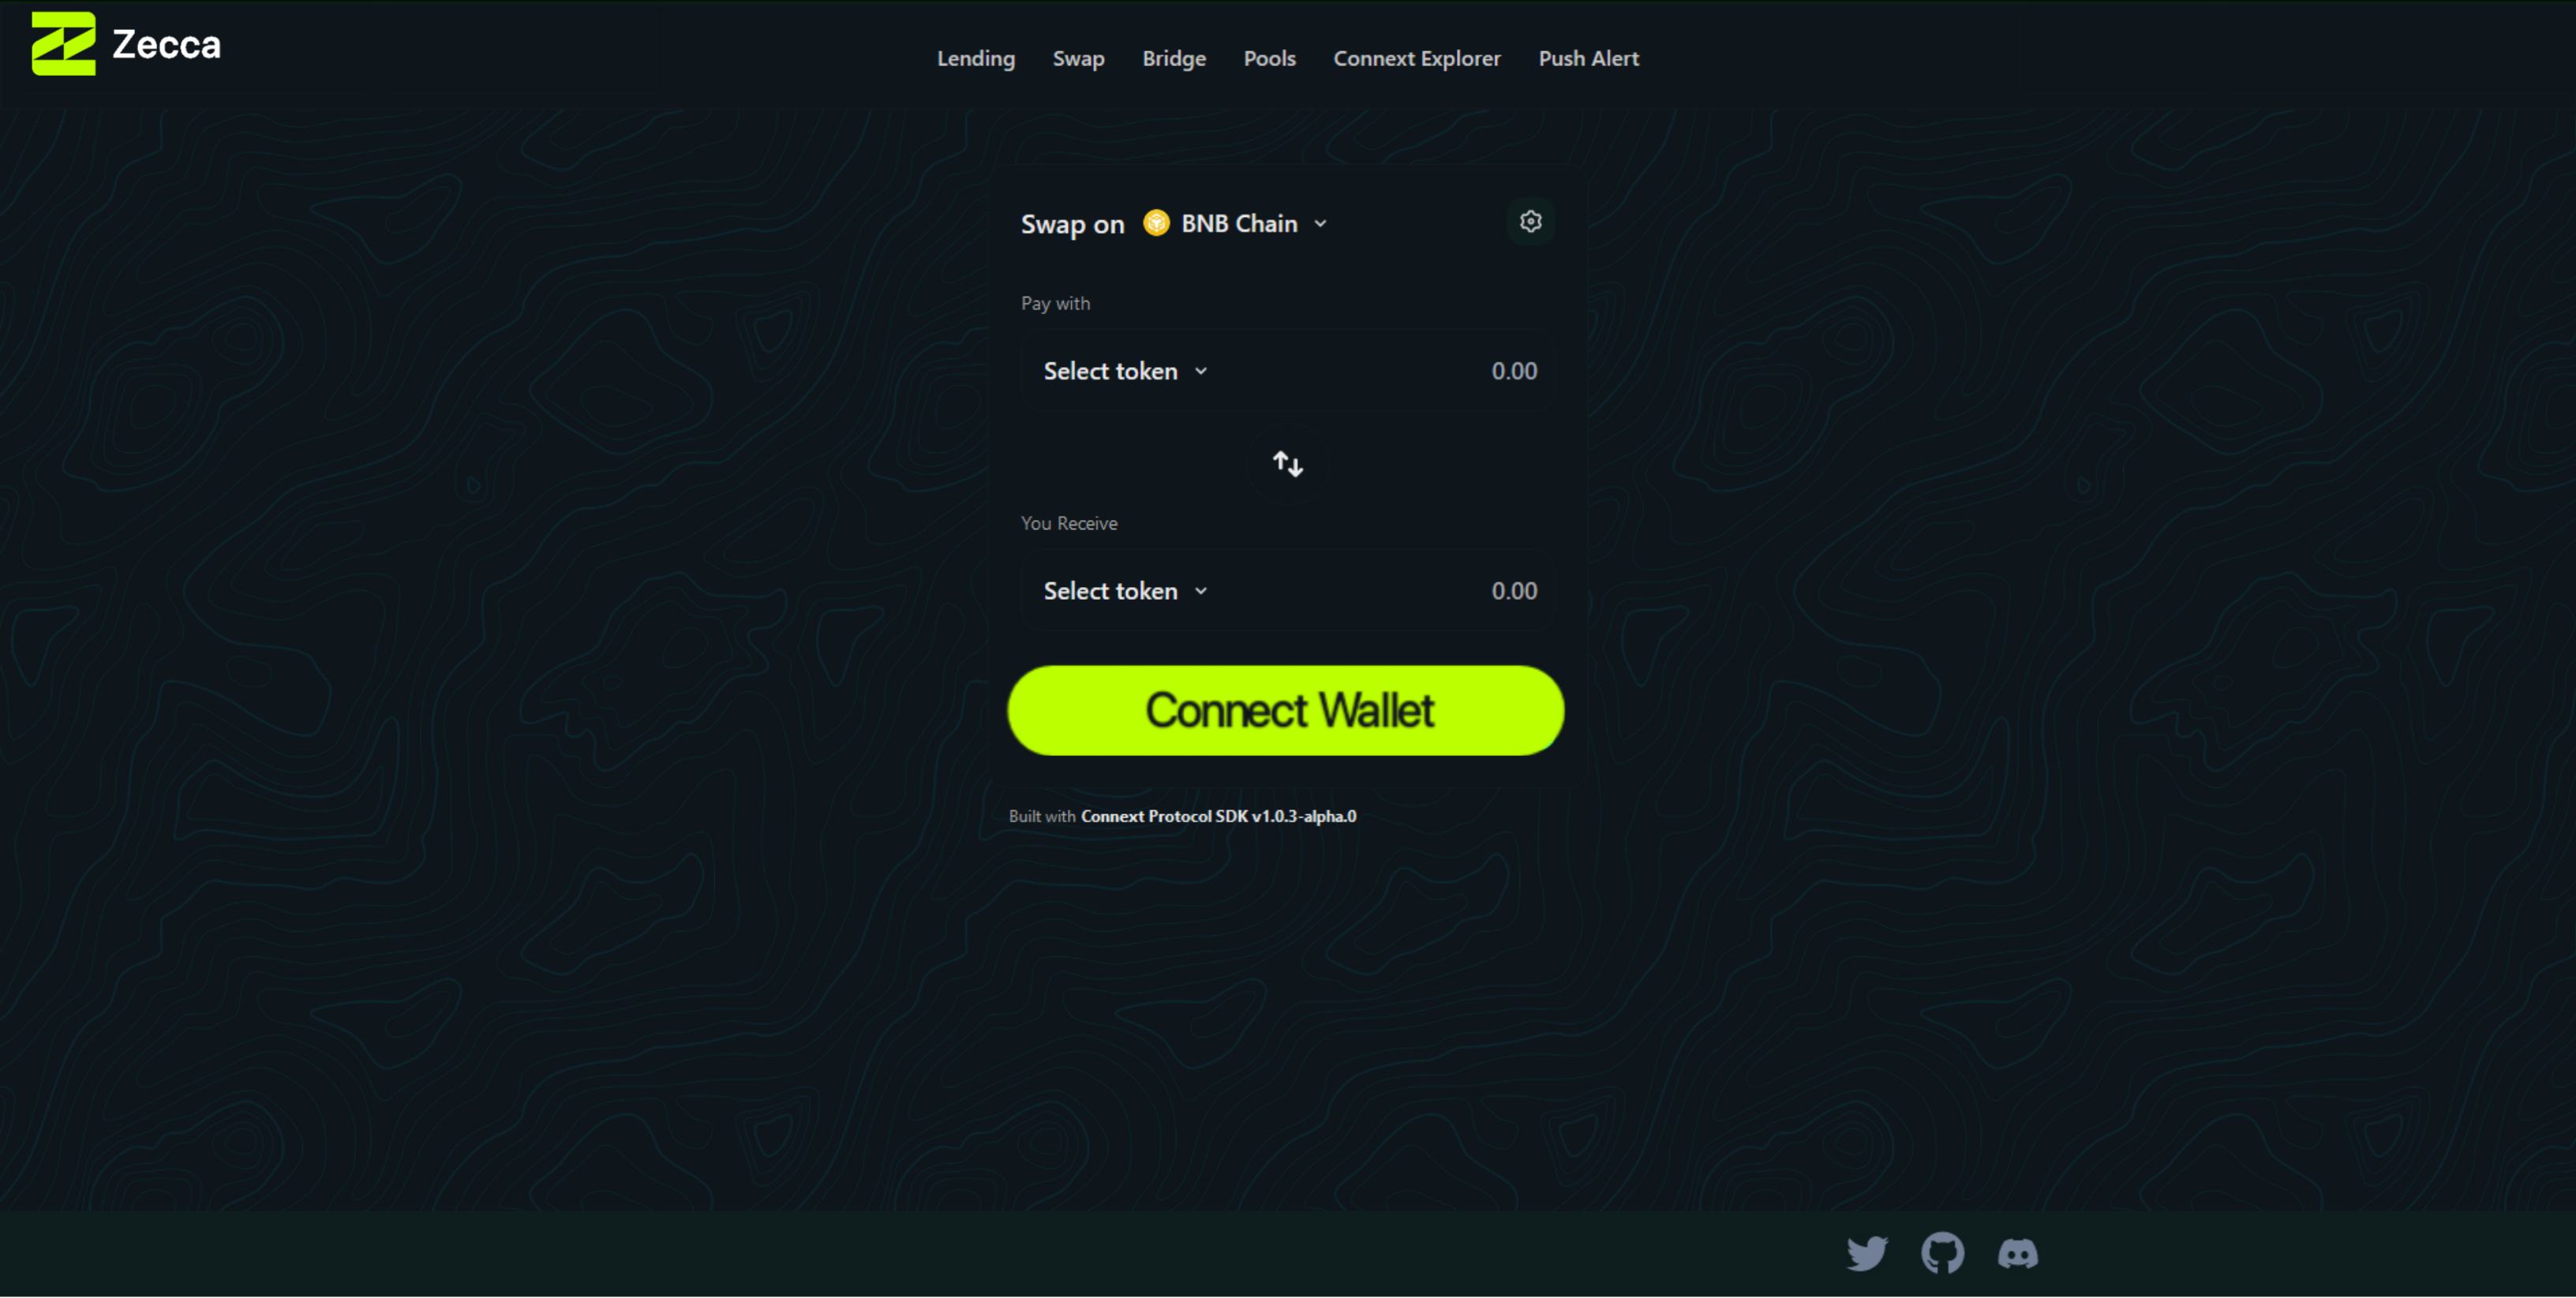 Zecca
Lending Swap Bridge Pools Connext Explorer Push Alert
Swap on BNB Chain
Pay with
Select token 0.00
You Receive
Select token 0.00
Connect Wallet
Built with Connext Protocol SDK v1.0.3-alpha.0